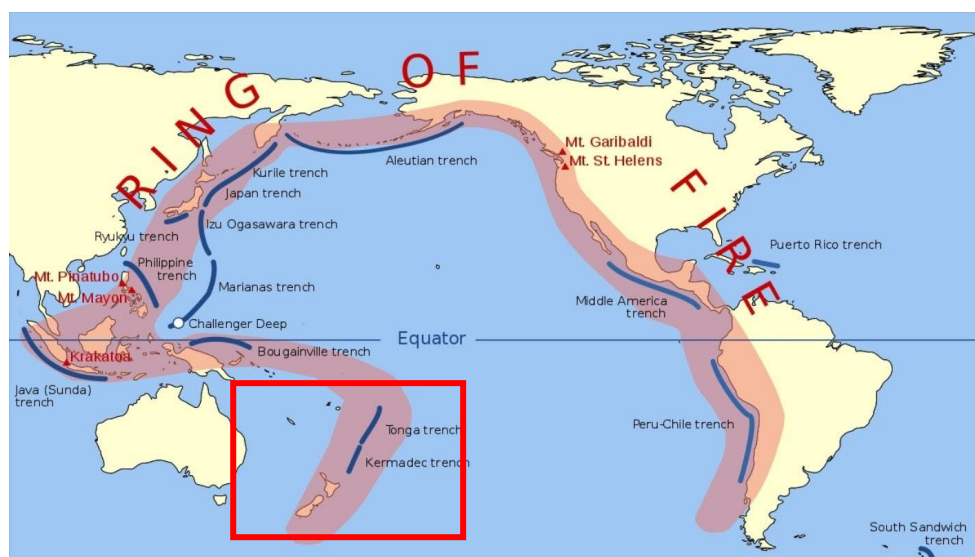 RING OF FIRE
Mt. Garibaldi
Mt. St. Helens
Aleutian trench
Kurile trench
Japan trench
Izu Ogasawara trench
Ryukyu trench
Philippine
trench
Puerto Rico trench
Mt. Pinatubo
Mt. Mayon
Marianas trench
Middle America
trench
Challenger Deep
Equator
Bougainville trench
Krakatoa
Java (Sunda)
trench
Tonga trench
Kermadec trench
Peru-Chile trench
South Sandwich
trench